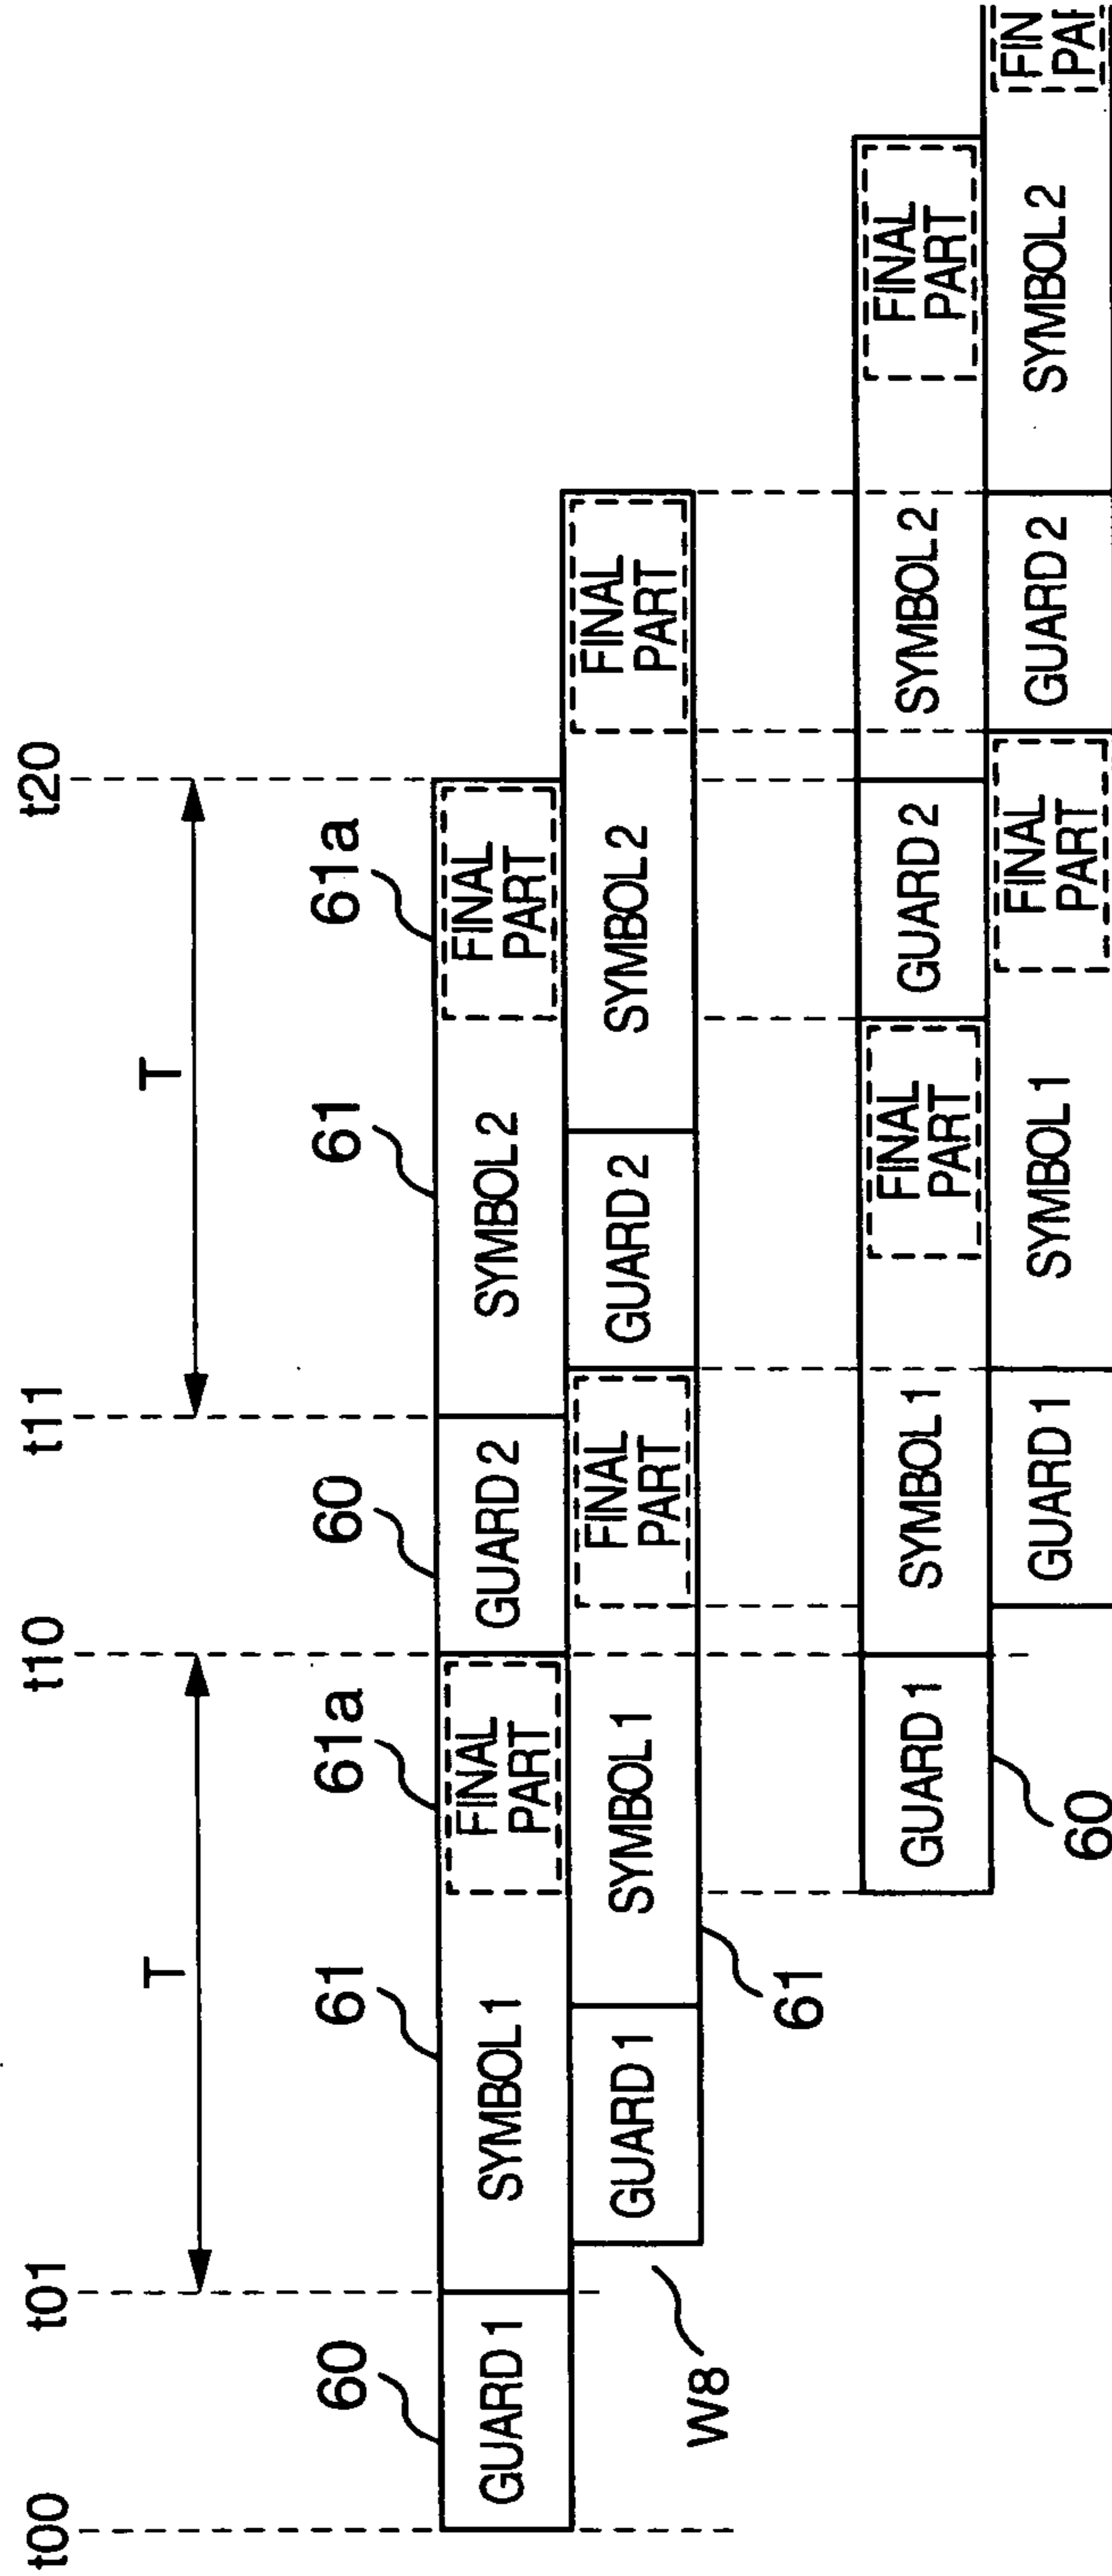 t00 t01 t10 t11 t20
T T
60 61 61a 60 61 61a
GUARD 1 SYMBOL 1 FINAL PART GUARD 2 SYMBOL 2 FINAL PART
GUARD 1 SYMBOL 1 FINAL PART GUARD 2 SYMBOL 2 FINAL PART
W8 61
GUARD 1 SYMBOL 1 FINAL PART GUARD 2 SYMBOL 2 FINAL PART
GUARD 1 SYMBOL 1 FINAL PART GUARD 2 SYMBOL 2
60